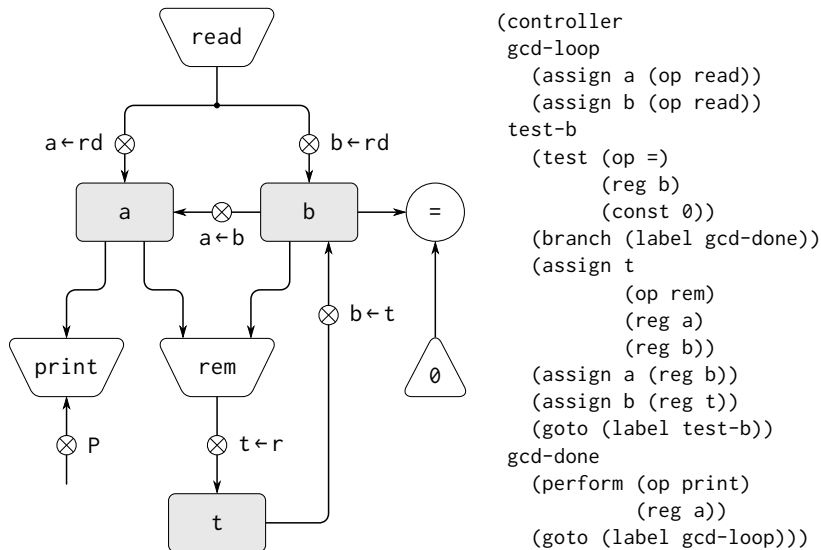 read
a←rd
b←rd
a
b
=
a←b
b←t
print
rem
0
P
t←r
t
(controller
gcd-loop
(assign a (op read))
(assign b (op read))
test-b
(test (op =)
(reg b)
(const 0))
(branch (label gcd-done))
(assign t
(op rem)
(reg a)
(reg b))
(assign a (reg b))
(assign b (reg t))
(goto (label test-b))
gcd-done
(perform (op print)
(reg a))
(goto (label gcd-loop)))